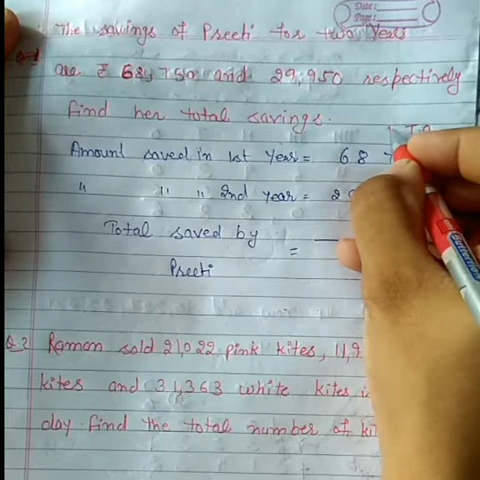 Date:
Page:
The savings of Preeti for two Years
Q-1 are ₹ 68,750 and 29,950 respectively
find her total savings.
Amount saved in 1st Year = 68
" " " 2nd year = 29
Total saved by =
Preeti
Q.2 Raman sold 21,022 pink kites, 11,9
kites and 31,363 white kites
day. find the total number of